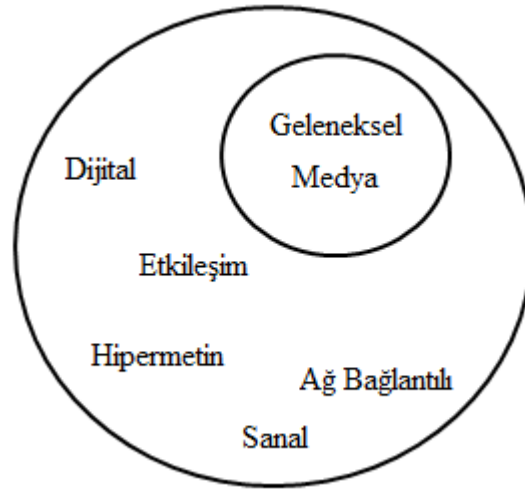 Geleneksel
Medya
Dijital
Etkileşim
Hipermetin
Ağ Bağlantılı
Sanal